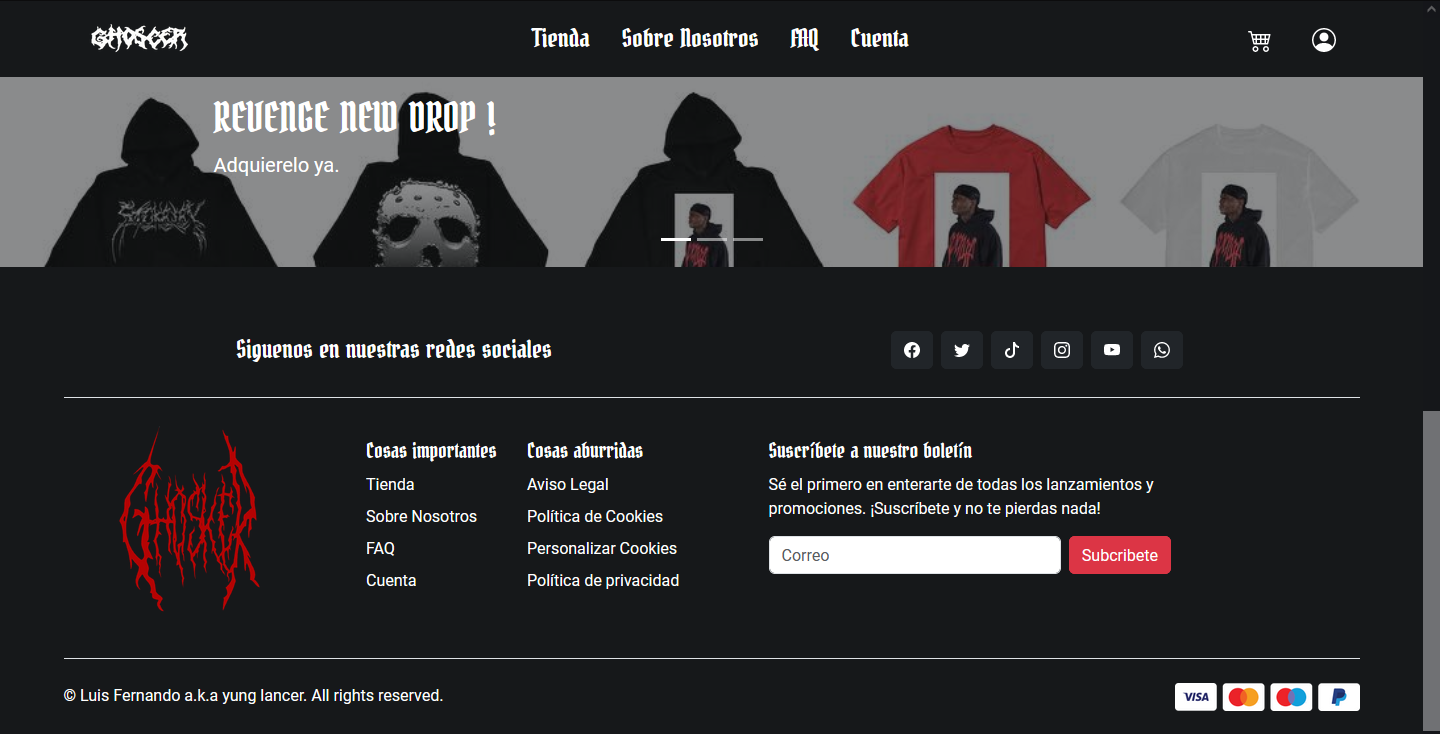 GHOSCER
Tienda Sobre Nosotros FAQ Cuenta
REVENGE NEW DROP !
Adquierelo ya.
Siguenos en nuestras redes sociales
Cosas importantes
Tienda
Sobre Nosotros
FAQ
Cuenta
Cosas aburridas
Aviso Legal
Política de Cookies
Personalizar Cookies
Política de privacidad
Suscríbete a nuestro boletín
Sé el primero en enterarte de todas los lanzamientos y
promociones. ¡Suscríbete y no te pierdas nada!
Correo Subcribete
© Luis Fernando a.k.a yung lancer. All rights reserved.
VISA